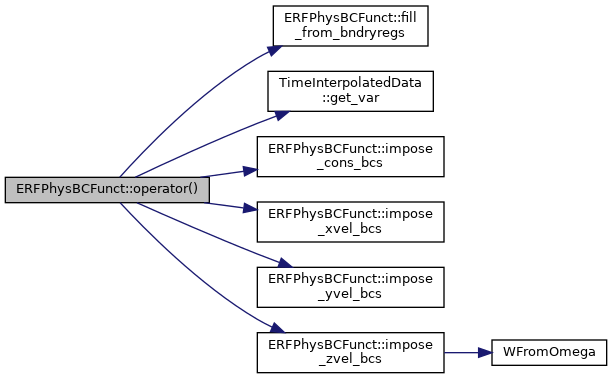 ERFPhysBCFunct::fill
_from_bndryregs
TimeInterpolatedData
::get_var
ERFPhysBCFunct::impose
_cons_bcs
ERFPhysBCFunct::operator()
ERFPhysBCFunct::impose
_xvel_bcs
ERFPhysBCFunct::impose
_yvel_bcs
ERFPhysBCFunct::impose
_zvel_bcs
WFromOmega